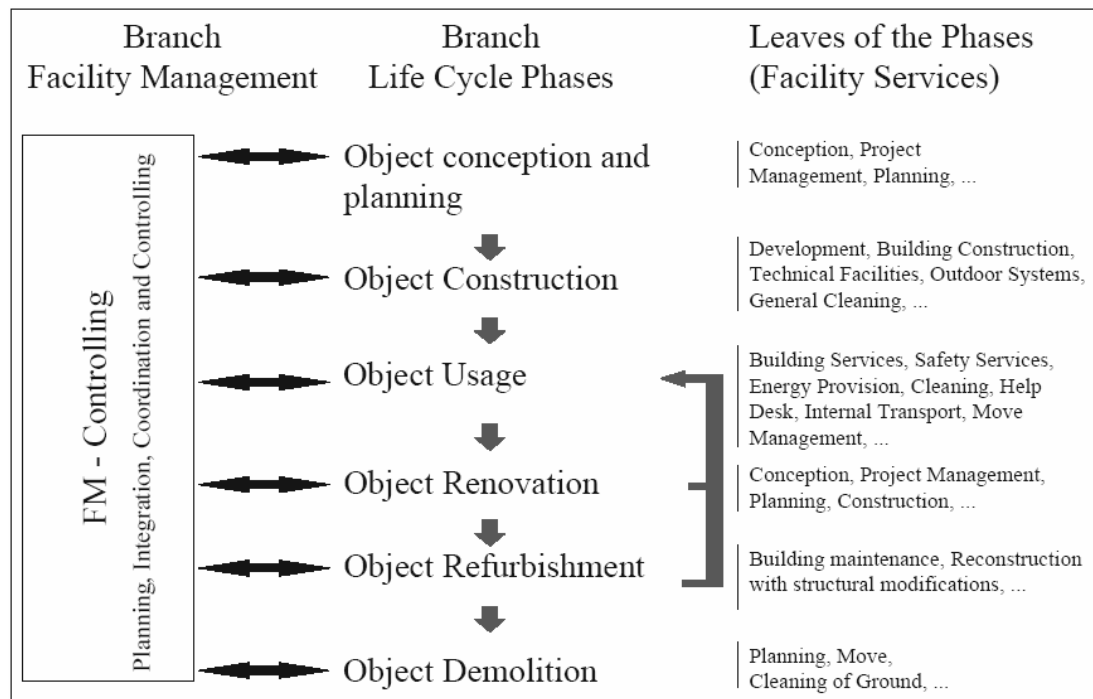 Branch
Facility Management
Branch
Life Cycle Phases
Leaves of the Phases
(Facility Services)
FM - Controlling
Planning, Integration, Coordination and Controlling
Object conception and
planning
Conception, Project
Management, Planning, ...
Object Construction
Development, Building Construction,
Technical Facilities, Outdoor Systems,
General Cleaning, ...
Object Usage
Building Services, Safety Services,
Energy Provision, Cleaning, Help
Desk, Internal Transport, Move
Management, ...
Object Renovation
Conception, Project Management,
Planning, Construction, ...
Object Refurbishment
Building maintenance, Reconstruction
with structural modifications, ...
Object Demolition
Planning, Move,
Cleaning of Ground, ...